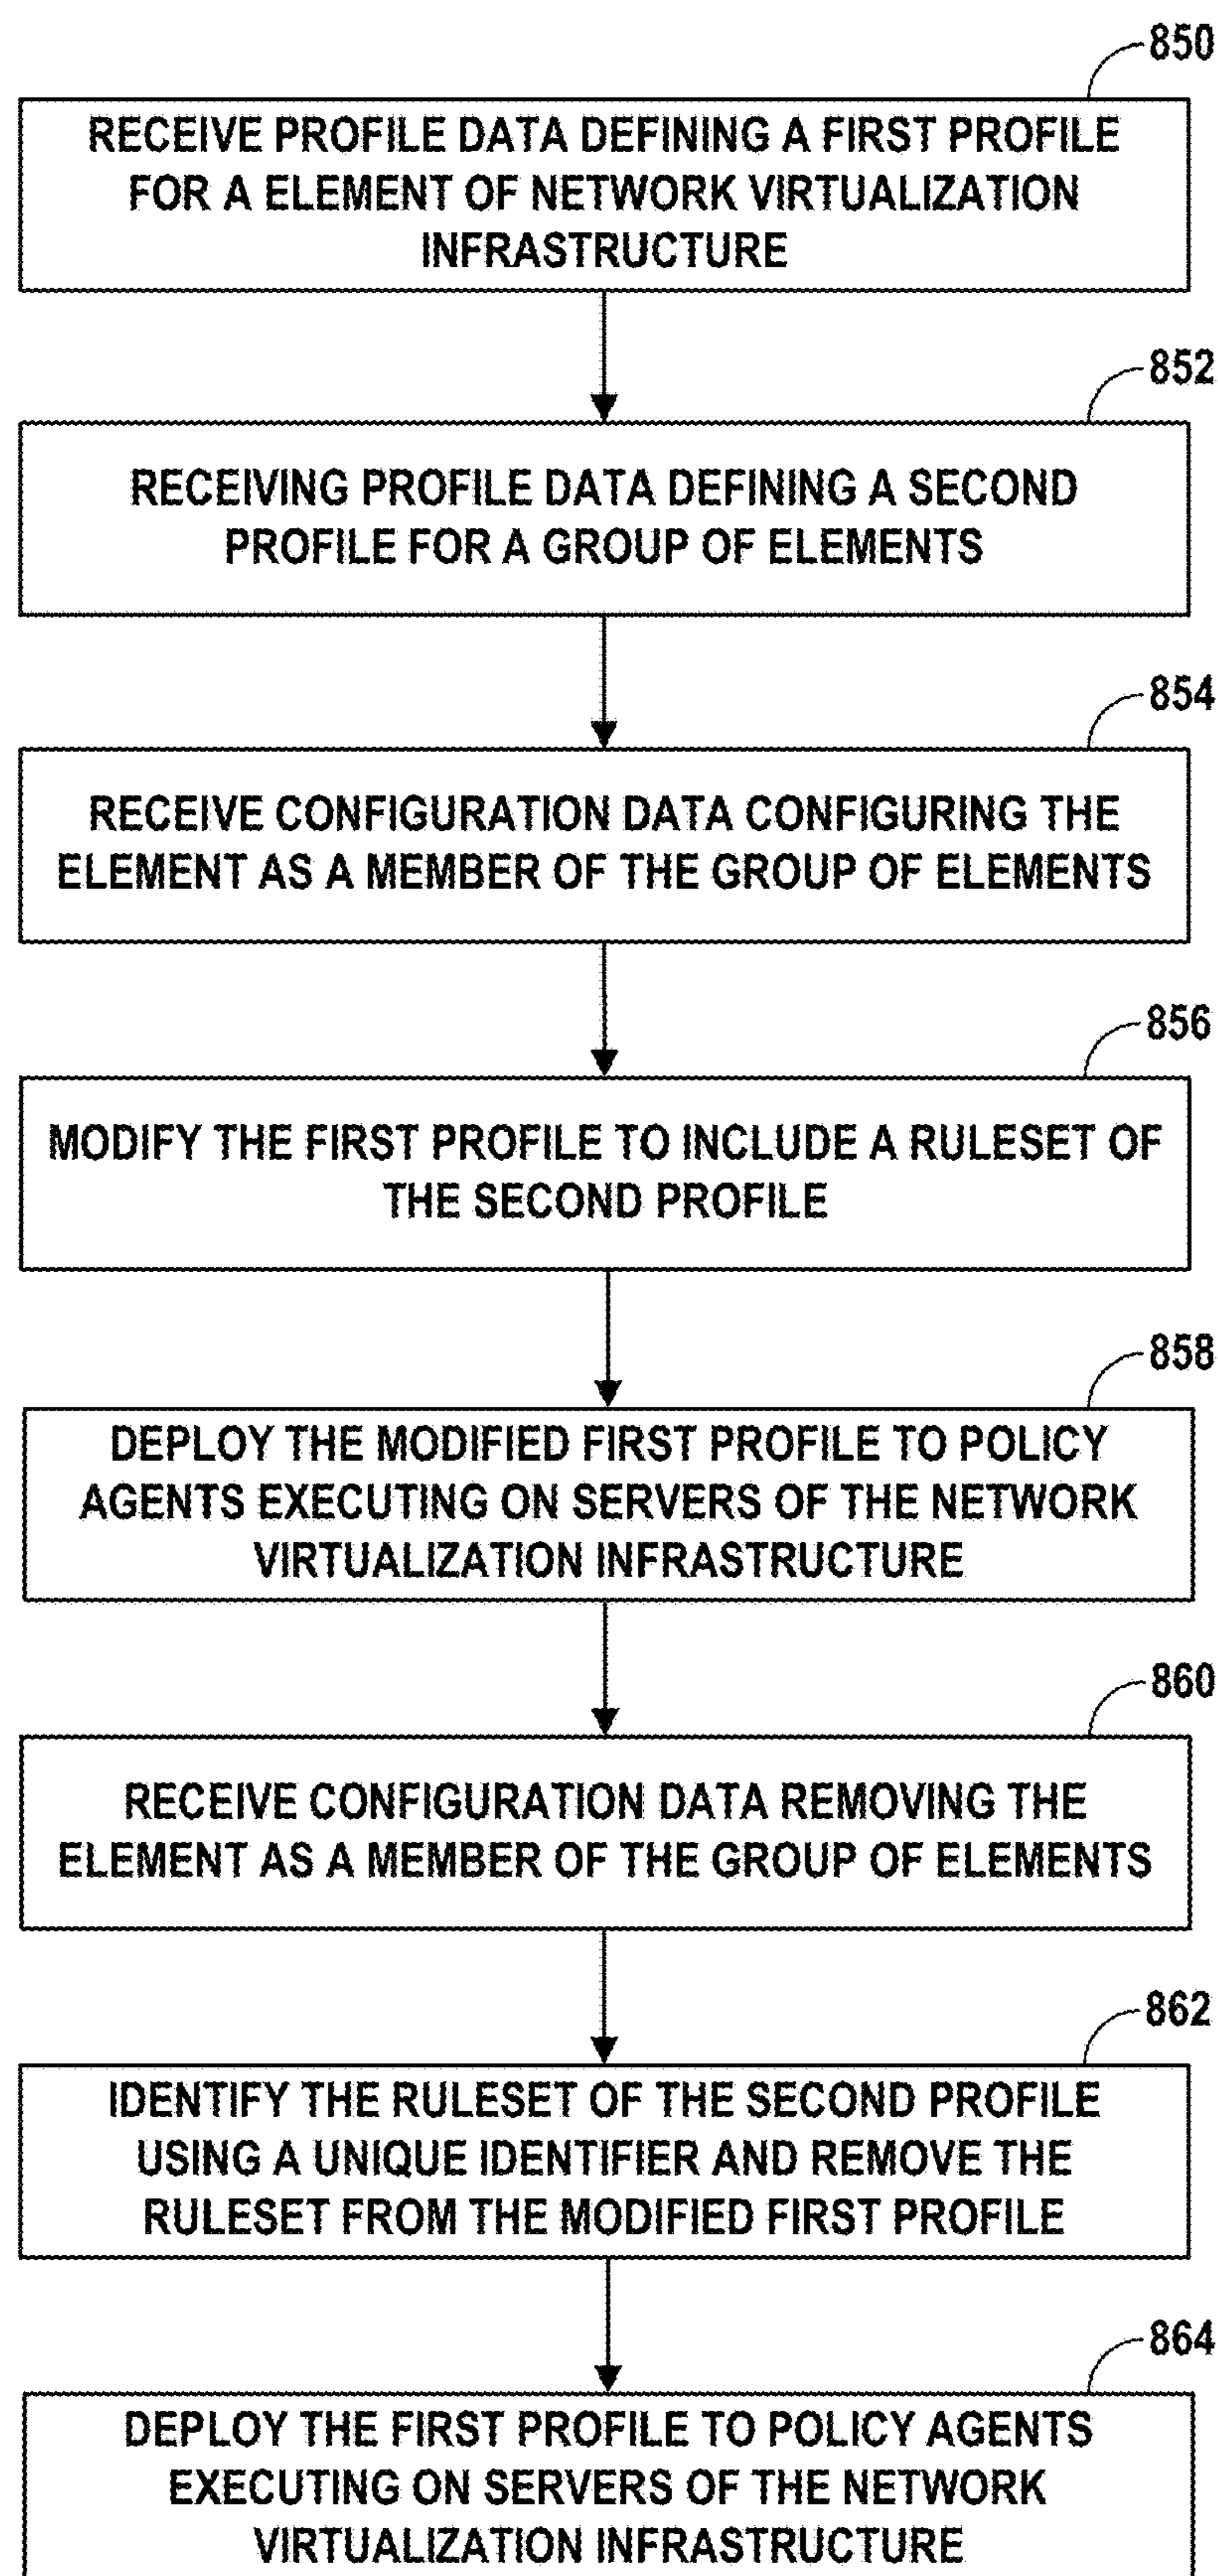 850
RECEIVE PROFILE DATA DEFINING A FIRST PROFILE
FOR A ELEMENT OF NETWORK VIRTUALIZATION
INFRASTRUCTURE
852
RECEIVING PROFILE DATA DEFINING A SECOND
PROFILE FOR A GROUP OF ELEMENTS
854
RECEIVE CONFIGURATION DATA CONFIGURING THE
ELEMENT AS A MEMBER OF THE GROUP OF ELEMENTS
856
MODIFY THE FIRST PROFILE TO INCLUDE A RULESET OF
THE SECOND PROFILE
858
DEPLOY THE MODIFIED FIRST PROFILE TO POLICY
AGENTS EXECUTING ON SERVERS OF THE NETWORK
VIRTUALIZATION INFRASTRUCTURE
860
RECEIVE CONFIGURATION DATA REMOVING THE
ELEMENT AS A MEMBER OF THE GROUP OF ELEMENTS
862
IDENTIFY THE RULESET OF THE SECOND PROFILE
USING A UNIQUE IDENTIFIER AND REMOVE THE
RULESET FROM THE MODIFIED FIRST PROFILE
864
DEPLOY THE FIRST PROFILE TO POLICY AGENTS
EXECUTING ON SERVERS OF THE NETWORK
VIRTUALIZATION INFRASTRUCTURE